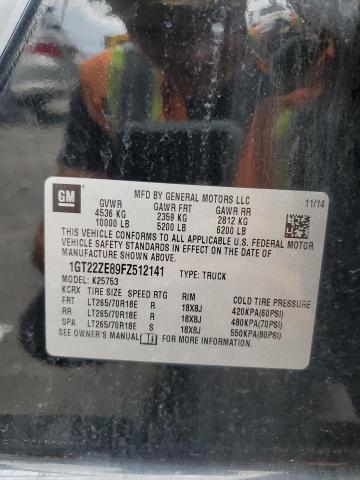 GM
MFD BY GENERAL MOTORS LLC 11/14
GVWR GAWR FRT GAWR RR
4536 KG 2359 KG 2812 KG
10000 LB 5200 LB 6200 LB
THIS VEHICLE CONFORMS TO ALL APPLICABLE U.S. FEDERAL
MOTOR VEHICLE SAFETY STANDARDS IN EFFECT ON THE DATE OF
MANUFACTURE SHOWN ABOVE.
1GT22ZE89FZ512141 TYPE: TRUCK
MODEL: K25753
KCRX TIRE SIZE SPEED RTG RIM COLD TIRE PRESSURE
FRT LT265/70R18E R 18X8J 420KPA(60PSI)
RR LT265/70R18E R 18X8J 480KPA(70PSI)
SPA LT265/70R18E S 18X8J 550KPA(80PSI)
SEE OWNER'S MANUAL FOR MORE INFORMATION